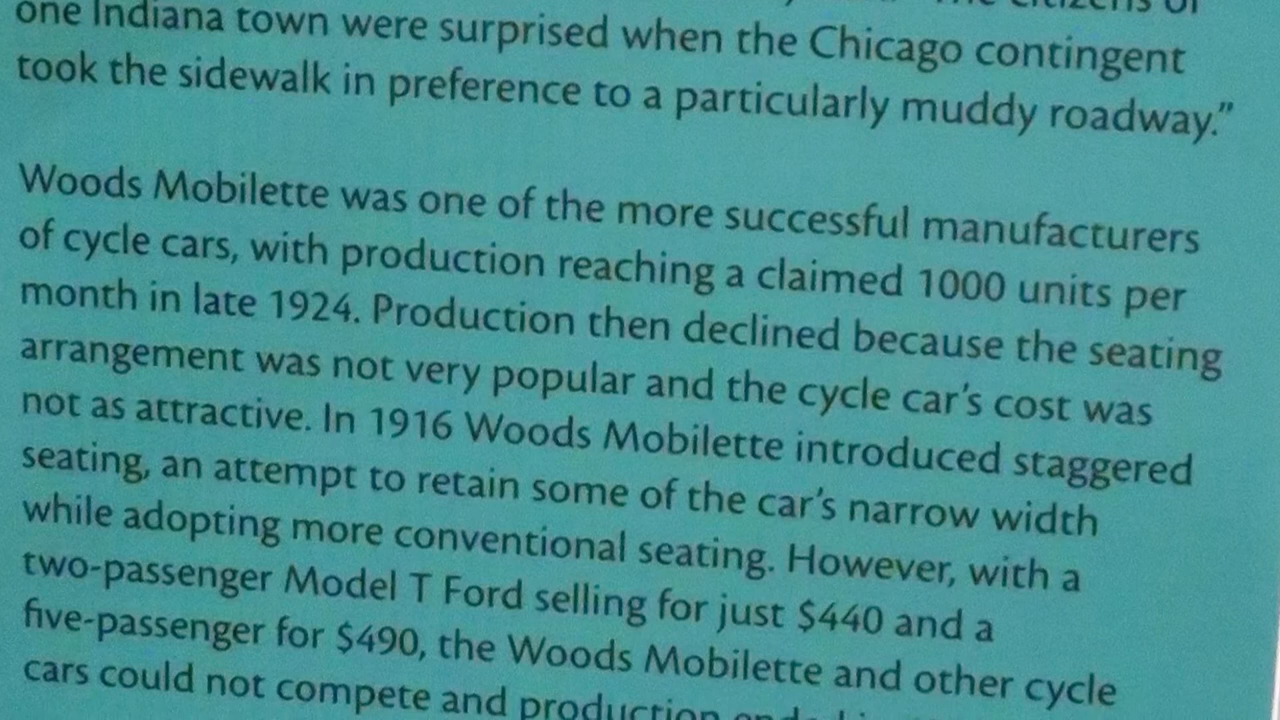 citizens of
one Indiana town were surprised when the Chicago contingent
took the sidewalk in preference to a particularly muddy roadway.”

Woods Mobilette was one of the more successful manufacturers
of cycle cars, with production reaching a claimed 1000 units per
month in late 1924. Production then declined because the seating
arrangement was not very popular and the cycle car’s cost was
not as attractive. In 1916 Woods Mobilette introduced staggered
seating, an attempt to retain some of the car’s narrow width
while adopting more conventional seating. However, with a
two-passenger Model T Ford selling for just $440 and a
five-passenger for $490, the Woods Mobilette and other cycle
cars could not compete and production